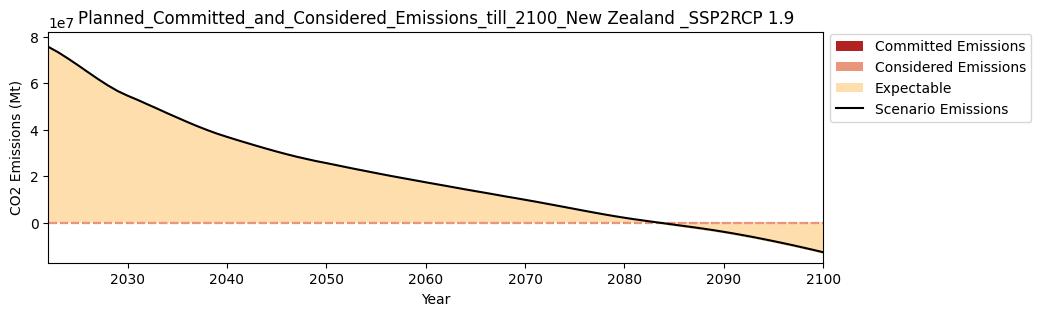 Planned_Committed_and_Considered_Emissions_till_2100_New Zealand _SSP2RCP 1.9
1e7
8
6
4
2
0
CO2 Emissions (Mt)
2030 2040 2050 2060 2070 2080 2090 2100
Year
Committed Emissions
Considered Emissions
Expectable
Scenario Emissions